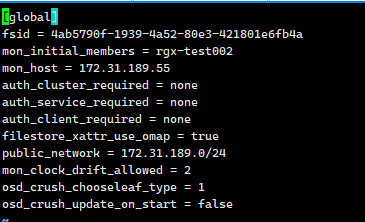 [global]
fsid = 4ab5790f-1939-4a52-80e3-421801e6fb4a
mon_initial_members = rgx-test002
mon_host = 172.31.189.55
auth_cluster_required = none
auth_service_required = none
auth_client_required = none
filestore_xattr_use_omap = true
public_network = 172.31.189.0/24
mon_clock_drift_allowed = 2
osd_crush_chooseleaf_type = 1
osd_crush_update_on_start = false
~